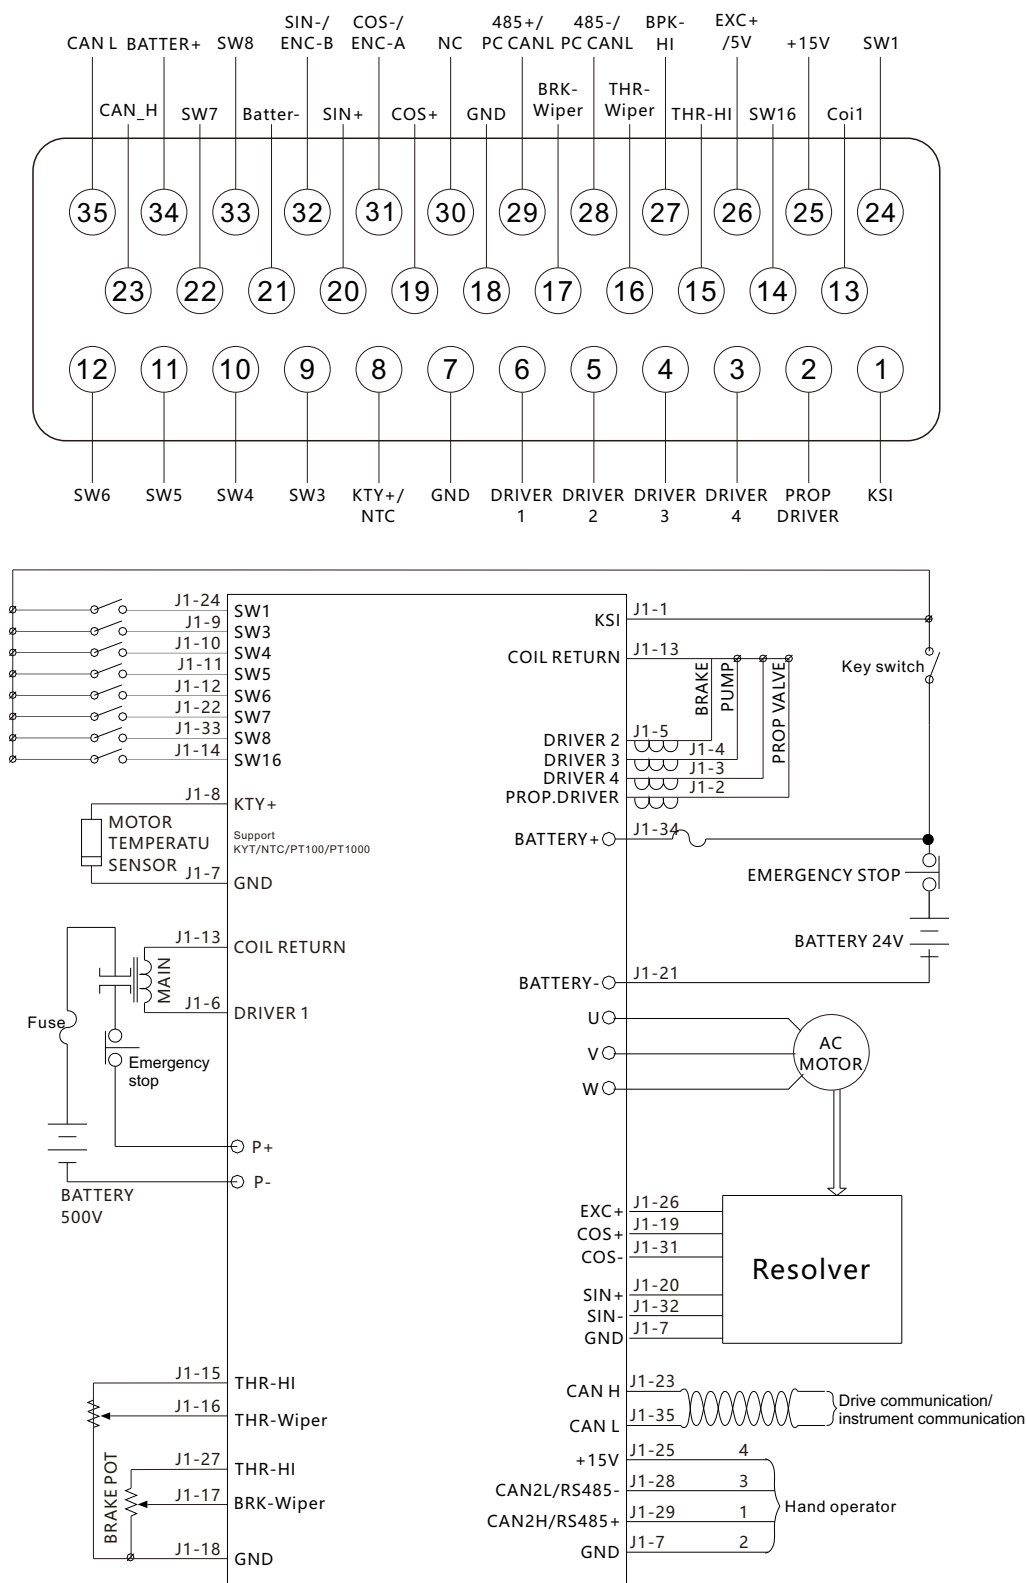 CAN L BATTER+ SW8 SIN-/ ENC-B COS-/ ENC-A NC 485+/ PC CANL 485-/ PC CANL BPK- HI EXC+ /5V +15V SW1
CAN_H SW7 Batter- SIN+ COS+ GND BRK- Wiper THR- Wiper THR-HI SW16 Coi1
35 34 33 32 31 30 29 28 27 26 25 24
23 22 21 20 19 18 17 16 15 14 13
12 11 10 9 8 7 6 5 4 3 2 1
SW6 SW5 SW4 SW3 KTY+/ NTC GND DRIVER 1 DRIVER 2 DRIVER 3 DRIVER 4 PROP DRIVER KSI
J1-24 SW1
J1-9 SW3
J1-10 SW4
J1-11 SW5
J1-12 SW6
J1-22 SW7
J1-33 SW8
J1-14 SW16
J1-8 KTY+
MOTOR
TEMPERATU
SENSOR
Support
KYT/NTC/PT100/PT1000
J1-7 GND
J1-13 COIL RETURN
MAIN
J1-6 DRIVER 1
Fuse
Emergency
stop
P+
P-
BATTERY
500V
J1-15 THR-HI
J1-16 THR-Wiper
J1-27 THR-HI
J1-17 BRK-Wiper
BRAKE POT
J1-18 GND
KSI J1-1
COIL RETURN J1-13
Key switch
BRAKE
PUMP
PROP VALVE
DRIVER 2 J1-5
DRIVER 3 J1-4
DRIVER 4 J1-3
PROP.DRIVER J1-2
BATTERY+ J1-34
EMERGENCY STOP
BATTERY 24V
BATTERY- J1-21
U
V
W
AC
MOTOR
EXC+ J1-26
COS+ J1-19
COS- J1-31
SIN+ J1-20
SIN- J1-32
GND J1-7
Resolver
CAN H J1-23
CAN L J1-35
Drive communication/
instrument communication
+15V J1-25 4
CAN2L/RS485- J1-28 3
CAN2H/RS485+ J1-29 1
GND J1-7 2
Hand operator